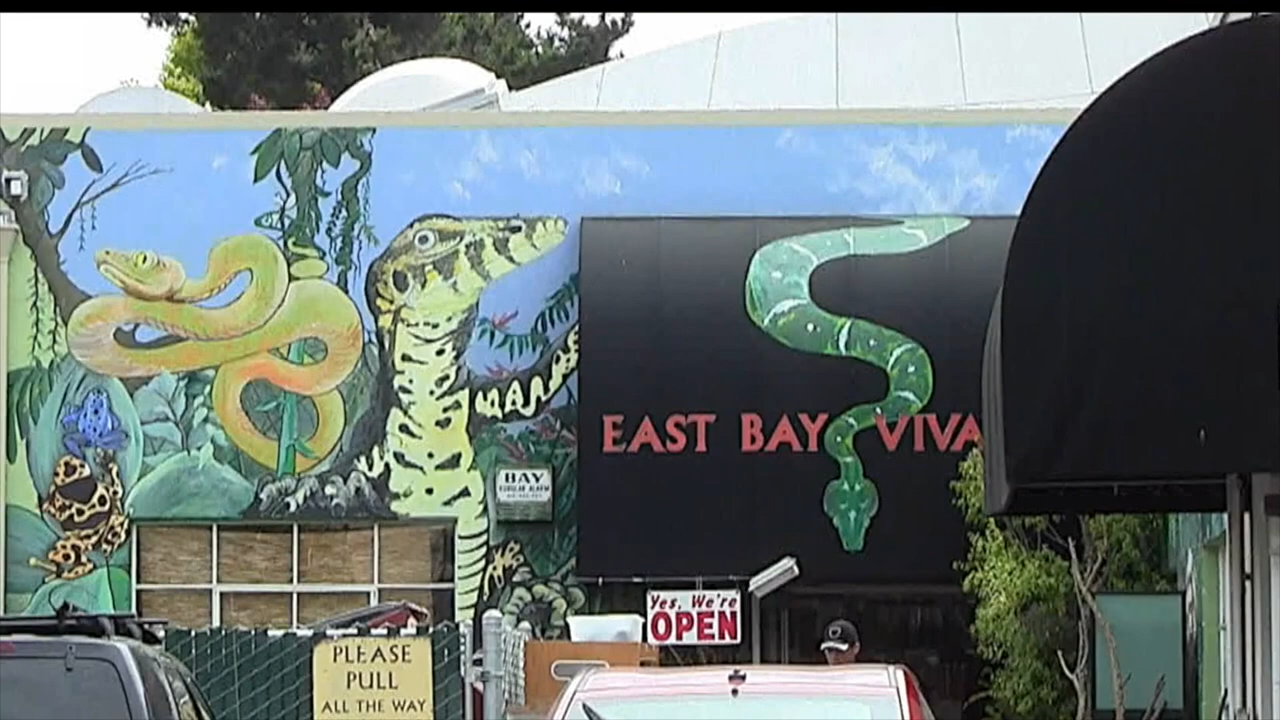 EAST BAY VIVA
BAY
Yes, We're
OPEN
PLEASE
PULL
ALL THE WAY